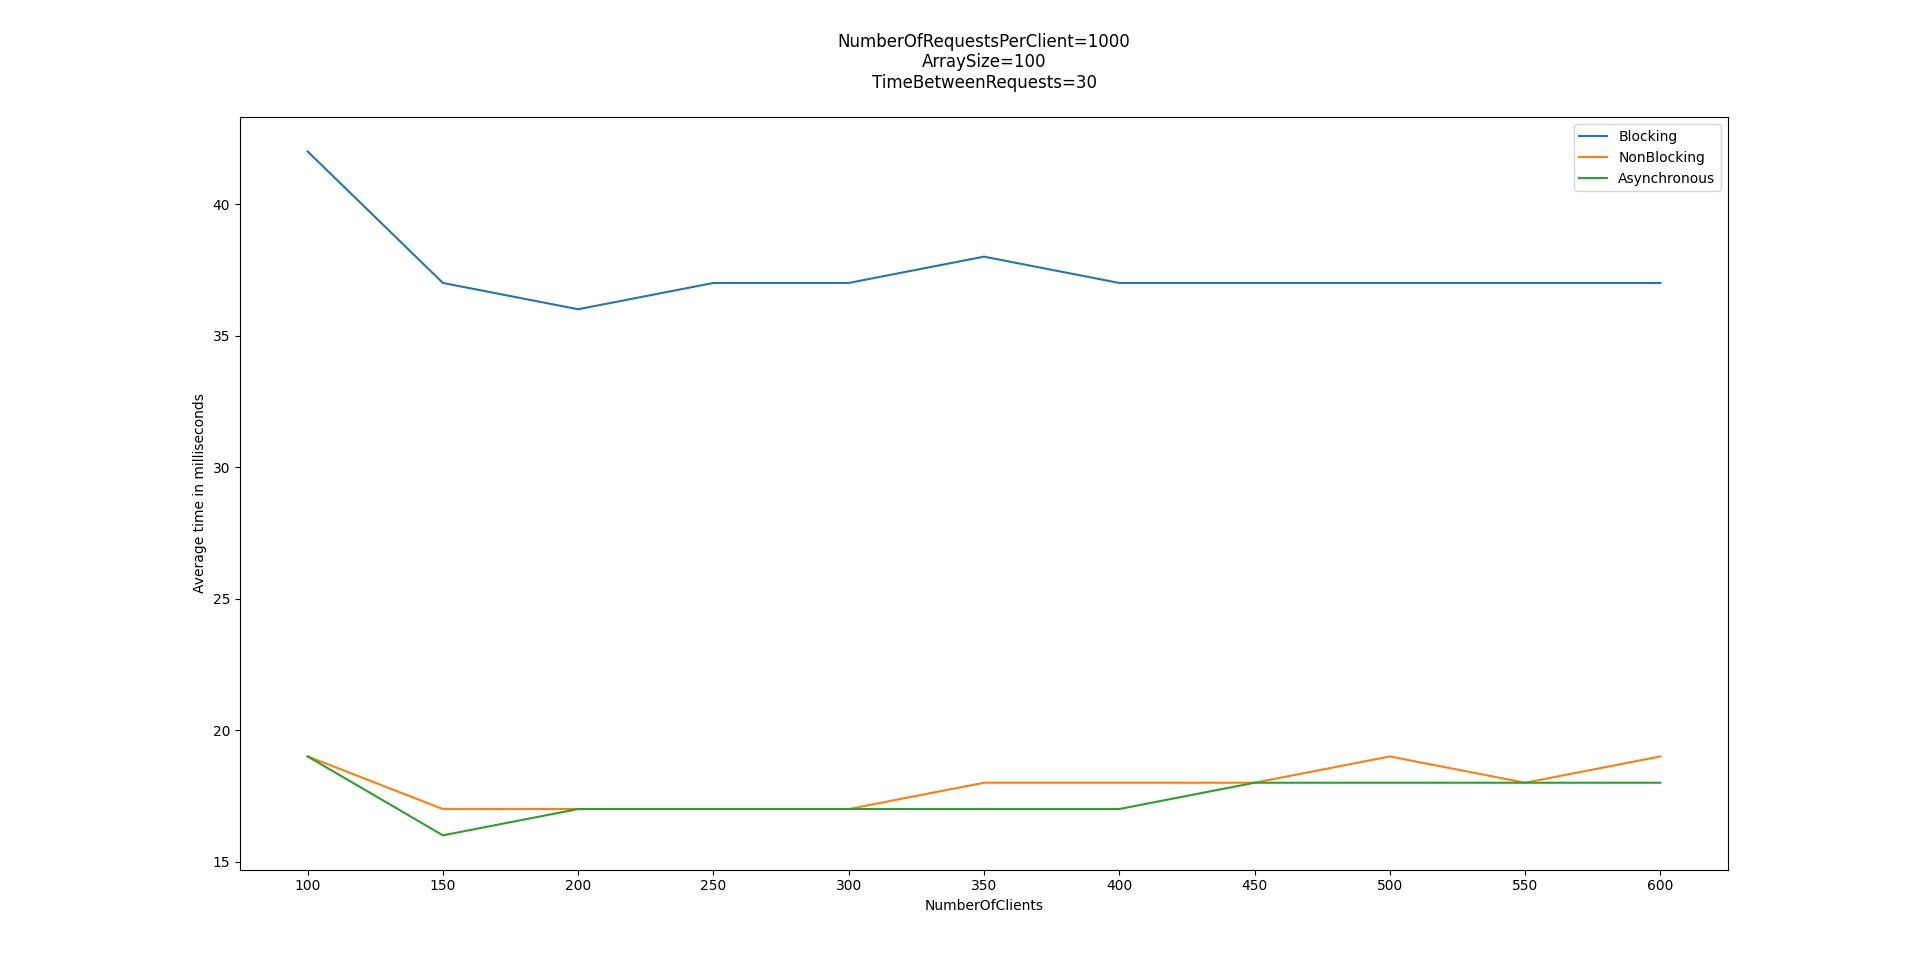 NumberOfRequestsPerClient=1000
ArraySize=100
TimeBetweenRequests=30
Blocking
NonBlocking
Asynchronous
Average time in milliseconds
40
35
30
25
20
15
100 150 200 250 300 350 400 450 500 550 600
NumberOfClients